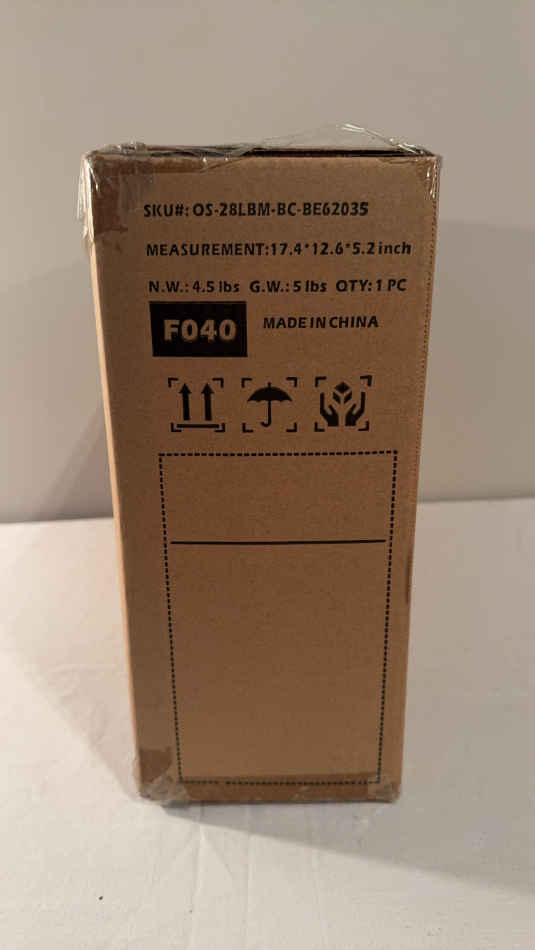 SKU#: OS-28LBM-BC-BE62035
MEASUREMENT:17.4*12.6*5.2 inch
N.W.: 4.5 lbs G.W.: 5 lbs QTY: 1 PC
F040
MADE IN CHINA